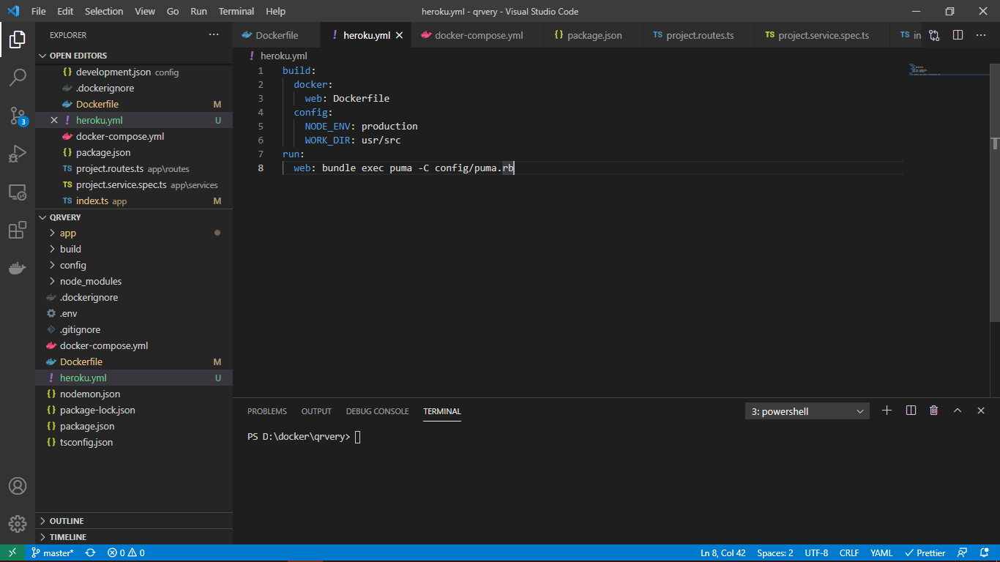 File Edit Selection View Go Run Terminal Help heroku.yml - qrvery - Visual Studio Code
EXPLORER
OPEN EDITORS
{} development.json config
.dockerignore
Dockerfile M
! heroku.yml U
docker-compose.yml
{} package.json
TS project.routes.ts app\routes
TS project.service.spec.ts app\services
TS index.ts app M
QRVERY
app
build
config
node_modules
.dockerignore
.env
.gitignore
docker-compose.yml
Dockerfile M
! heroku.yml U
{} nodemon.json
{} package-lock.json
{} package.json
{} tsconfig.json
OUTLINE
TIMELINE
3
Dockerfile ! heroku.yml docker-compose.yml {} package.json TS project.routes.ts TS project.service.spec.ts TS in
! heroku.yml
1 build:
2 docker:
3 web: Dockerfile
4 config:
5 NODE_ENV: production
6 WORK_DIR: usr/src
7 run:
8 web: bundle exec puma -C config/puma.rb
PROBLEMS OUTPUT DEBUG CONSOLE TERMINAL 3: powershell
PS D:\docker\qrvery>
master* 0 0 Ln 8, Col 42 Spaces: 2 UTF-8 CRLF YAML Prettier